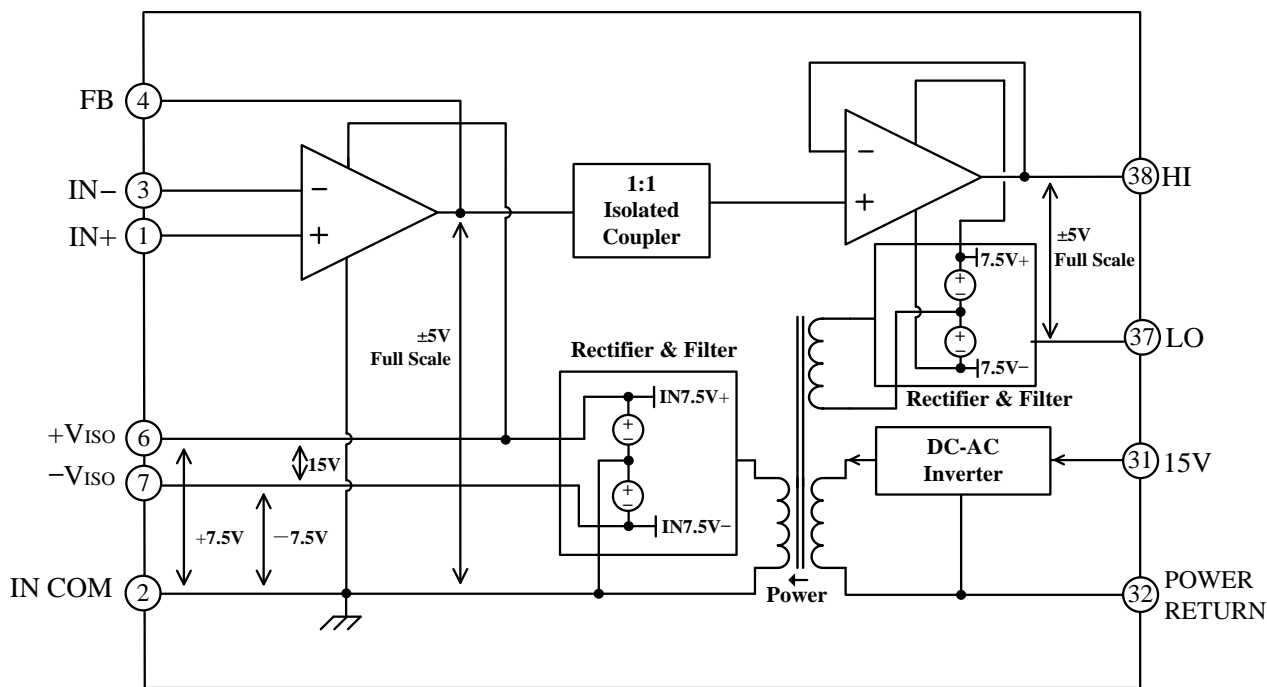 FB
4
IN−
3
IN+
1
−
+
1:1
Isolated
Coupler
−
+
38
HI
±5V
Full Scale
7.5V+
+
−
+
−
7.5V−
37
LO
Rectifier & Filter
±5V
Full Scale
Rectifier & Filter
IN7.5V+
+
−
+
−
IN7.5V−
+VISO
6
−VISO
7
15V
+7.5V
−7.5V
DC-AC
Inverter
31
15V
IN COM
2
Power
32
POWER
RETURN